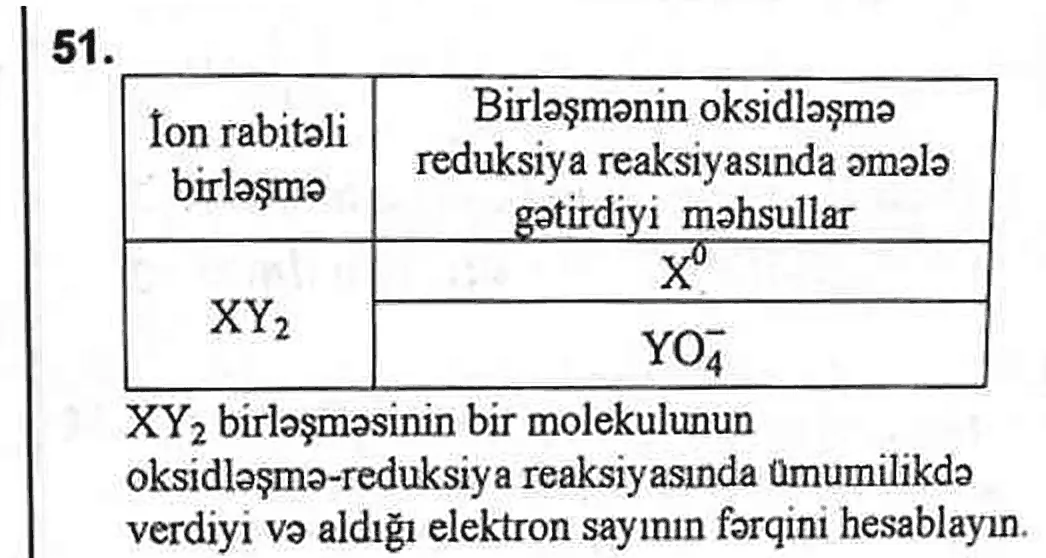 51.
İon rabitəli
birləşmə
Birləşmənin oksidləşmə
reduksiya reaksiyasında əmələ
gətirdiyi məhsullar
XY₂
X⁰
YO₄⁻
XY₂ birləşməsinin bir molekulunun
oksidləşmə-reduksiya reaksiyasında ümumilikdə
verdiyi və aldığı elektron sayının fərqini hesablayın.